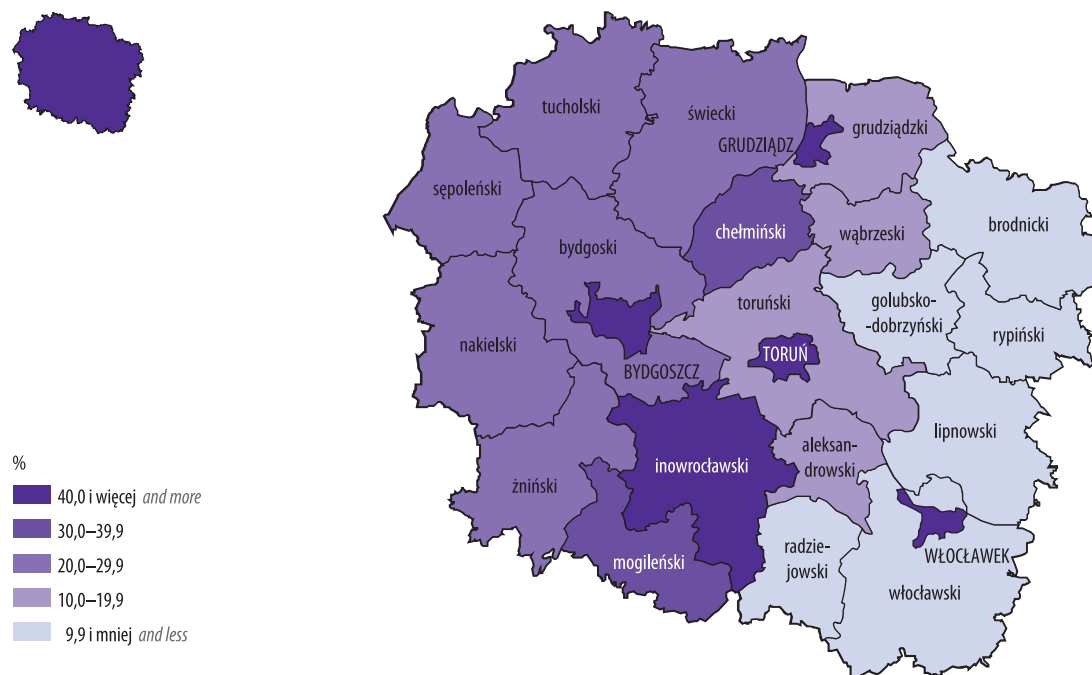 tucholski
świecki
GRUDZIĄDZ
grudziądzki
sępoleński
chełmiński
wąbrzeski
brodnicki
bydgoski
toruński
golubsko-
-dobrzyński
rypiński
nakielski
TORUŃ
BYDGOSZCZ
inowrocławski
aleksan-
drowski
lipnowski
żniński
mogileński
radzie-
jowski
WŁOCŁAWEK
włocławski
%
40,0 i więcej and more
30,0–39,9
20,0–29,9
10,0–19,9
9,9 i mniej and less